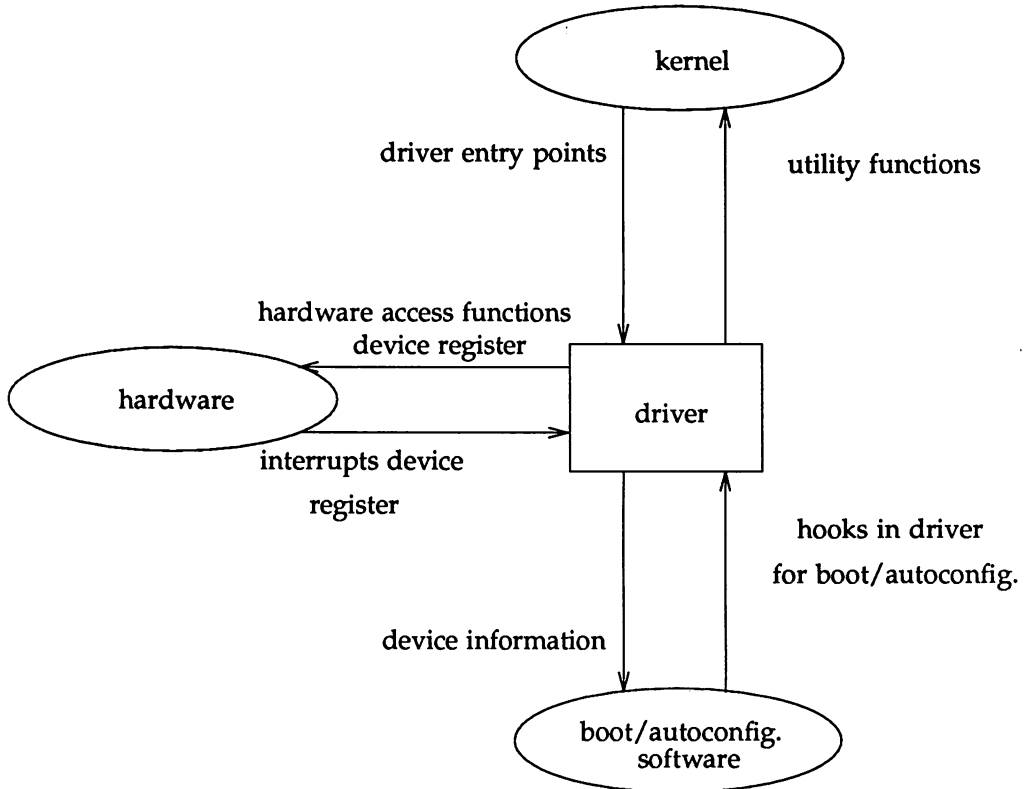 kernel
driver entry points
utility functions
hardware access functions
device register
hardware
driver
interrupts device
register
hooks in driver
for boot/autoconfig.
device information
boot/autoconfig.
software